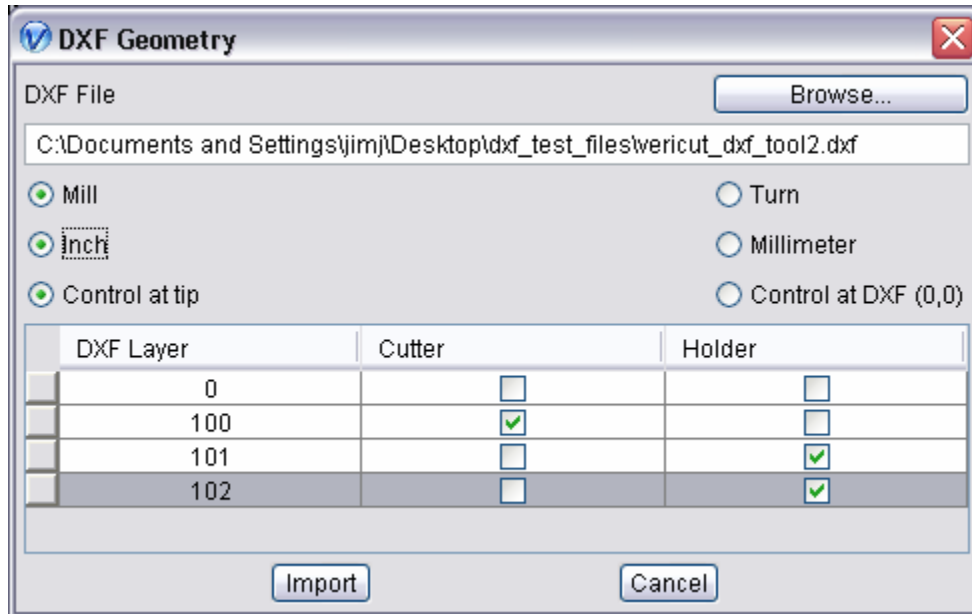 DXF Geometry
DXF File Browse...
C:\Documents and Settings\jimj\Desktop\dxf_test_files\vericut_dxf_tool2.dxf
Mill Turn
Inch Millimeter
Control at tip Control at DXF (0,0)
DXF Layer Cutter Holder
0
100
101
102
Import Cancel